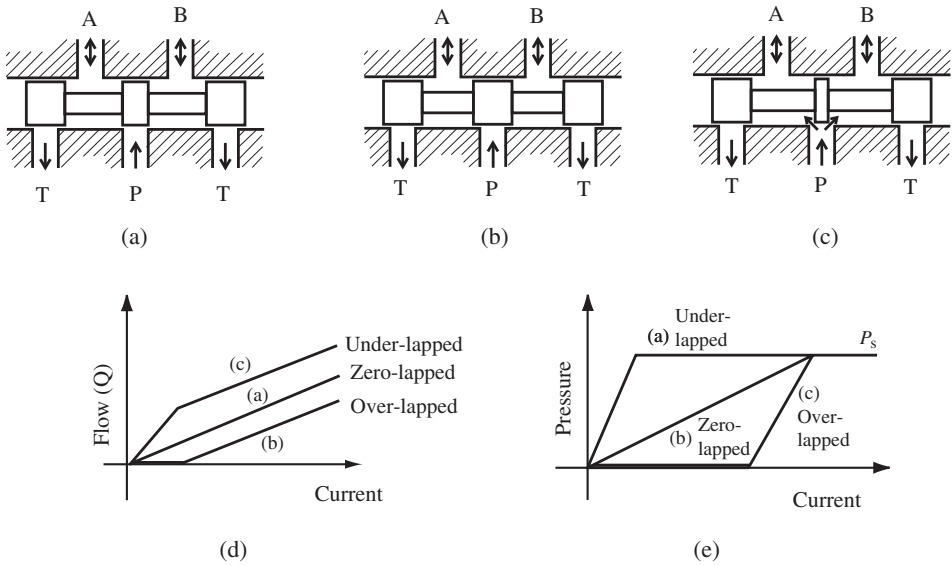 A B
T P T
(a)
A B
T P T
(b)
A B
T P T
(c)
Flow (Q)
(c)
(a)
(b)
Under-lapped
Zero-lapped
Over-lapped
Current
(d)
Pressure
(a) Under-
lapped
Ps
(b) Zero-
lapped
(c)
Over-
lapped
Current
(e)